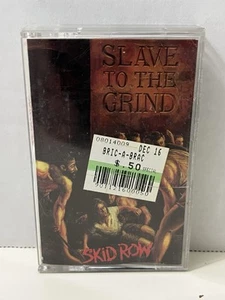 SLAVE
TO THE
GRIND
08014009 DEC 16
BRIC-A-BRAC
$.50
SKID ROW